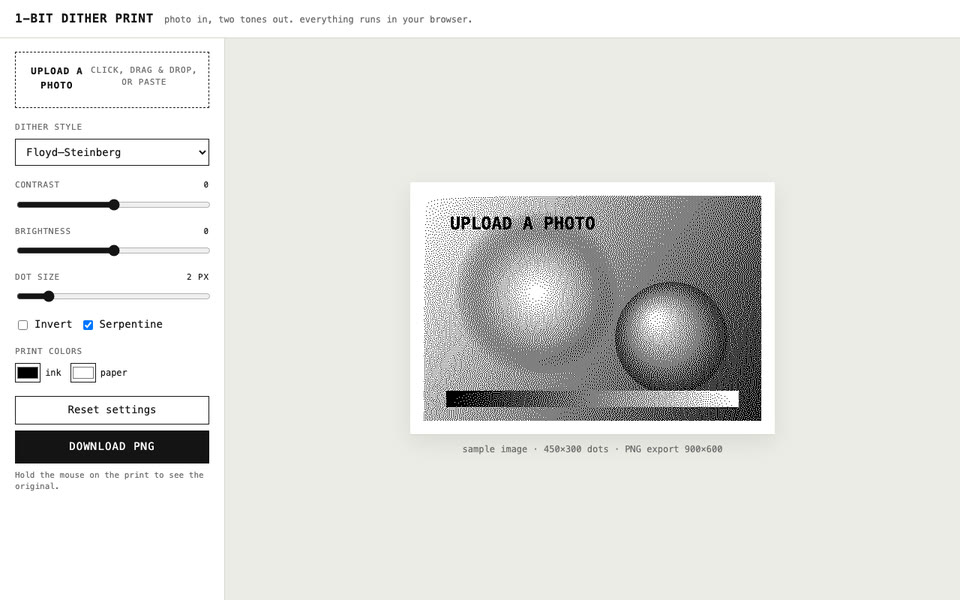 1–BIT DITHER PRINT photo in, two tones out. everything runs in your browser.
UPLOAD A CLICK, DRAG & DROP,
PHOTO OR PASTE
DITHER STYLE
Floyd–Steinberg
CONTRAST 0
BRIGHTNESS 0
DOT SIZE 2 PX
Invert Serpentine
PRINT COLORS
ink paper
Reset settings
DOWNLOAD PNG
Hold the mouse on the print to see the
original.
UPLOAD A PHOTO
sample image · 450×300 dots · PNG export 900×600